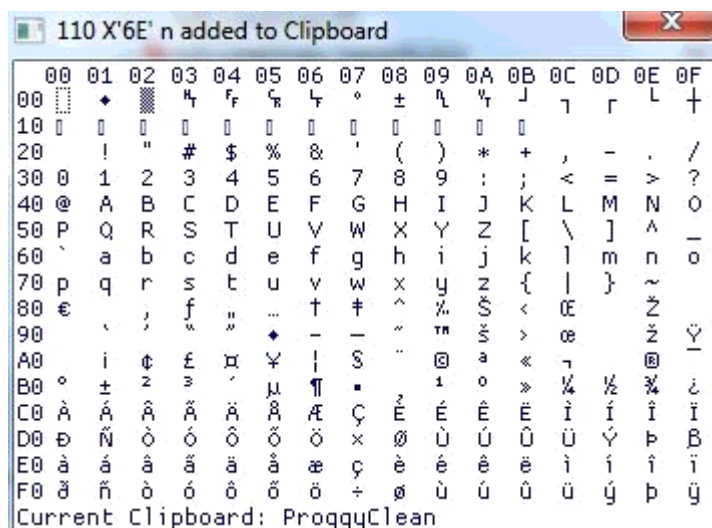 110 X'6E' n added to Clipboard
00 01 02 03 04 05 06 07 08 09 0A 0B 0C 0D 0E 0F
00 ◆ ▒ ␉ ␌ ␍ ␊ ° ± ␤ ␋ ┘ ┐ ┌ └ ┼
10
20 ! " # $ % & ' ( ) * + , - . /
30 0 1 2 3 4 5 6 7 8 9 : ; < = > ?
40 @ A B C D E F G H I J K L M N O
50 P Q R S T U V W X Y Z [ \ ] ^ _
60 ` a b c d e f g h i j k l m n o
70 p q r s t u v w x y z { | } ~
80 € ‚ ƒ „ … † ‡ ˆ ‰ Š ‹ Œ Ž
90 ‘ ’ “ ” • – — ˜ ™ š › œ ž Ÿ
A0 ¡ ¢ £ ¤ ¥ ¦ § ¨ © ª « ¬ ® ¯
B0 ° ± ² ³ ´ µ ¶ · ¸ ¹ º » ¼ ½ ¾ ¿
C0 À Á Â Ã Ä Å Æ Ç È É Ê Ë Ì Í Î Ï
D0 Ð Ñ Ò Ó Ô Õ Ö × Ø Ù Ú Û Ü Ý Þ ß
E0 à á â ã ä å æ ç è é ê ë ì í î ï
F0 ð ñ ò ó ô õ ö ÷ ø ù ú û ü ý þ ÿ
Current Clipboard: ProggyClean